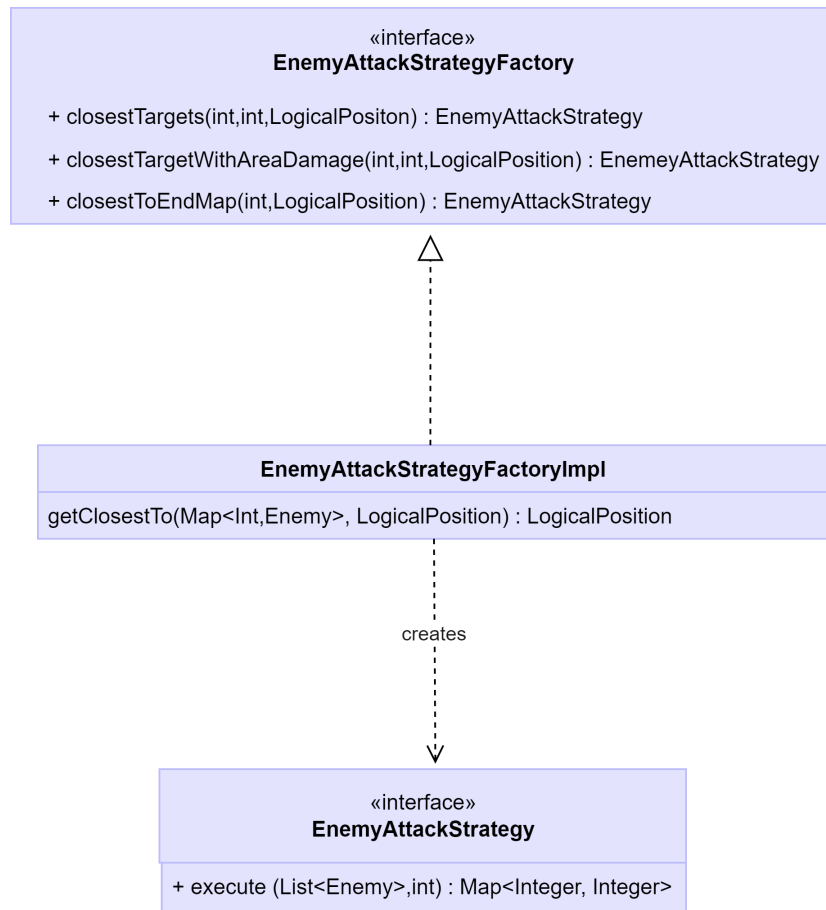 «interface»
EnemyAttackStrategyFactory
+ closestTargets(int,int,LogicalPositon) : EnemyAttackStrategy
+ closestTargetWithAreaDamage(int,int,LogicalPosition) : EnemeyAttackStrategy
+ closestToEndMap(int,LogicalPosition) : EnemyAttackStrategy
EnemyAttackStrategyFactoryImpl
getClosestTo(Map<Int,Enemy>, LogicalPosition) : LogicalPosition
creates
«interface»
EnemyAttackStrategy
+ execute (List<Enemy>,int) : Map<Integer, Integer>